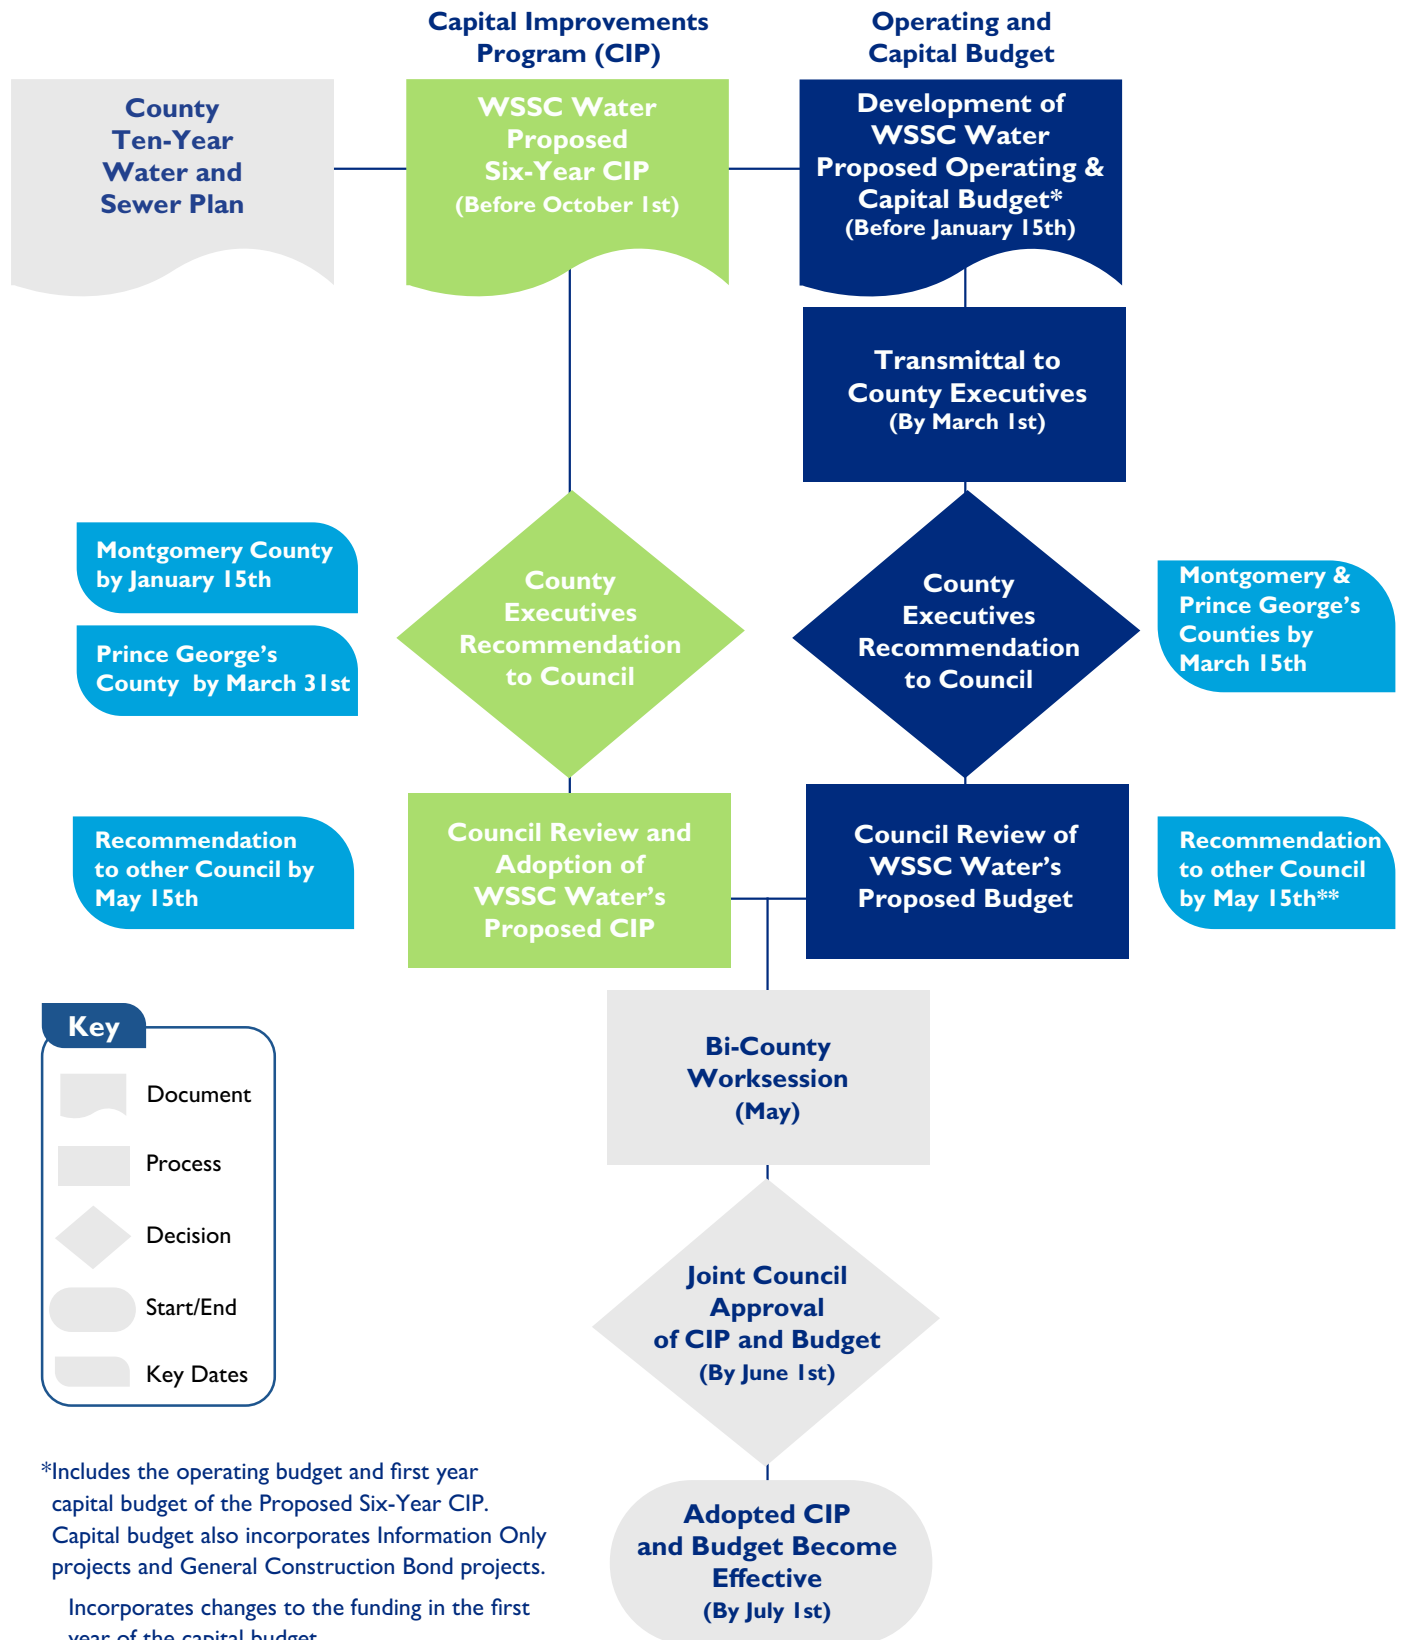 Capital Improvements
Program (CIP)
Operating and
Capital Budget
County
Ten-Year
Water and
Sewer Plan
WSSC Water
Proposed
Six-Year CIP
(Before October 1st)
Development of
WSSC Water
Proposed Operating &
Capital Budget*
(Before January 15th)
Transmittal to
County Executives
(By March 1st)
Montgomery County
by January 15th
Prince George's
County by March 31st
County
Executives
Recommendation
to Council
County
Executives
Recommendation
to Council
Montgomery &
Prince George's
Counties by
March 15th
Recommendation
to other Council by
May 15th
Council Review and
Adoption of
WSSC Water's
Proposed CIP
Council Review of
WSSC Water's
Proposed Budget
Recommendation
to other Council
by May 15th**
Bi-County
Worksession
(May)
Joint Council
Approval
of CIP and Budget
(By June 1st)
Adopted CIP
and Budget Become
Effective
(By July 1st)
Key
Document
Process
Decision
Start/End
Key Dates
*Includes the operating budget and first year
capital budget of the Proposed Six-Year CIP.
Capital budget also incorporates Information Only
projects and General Construction Bond projects.
Incorporates changes to the funding in the first
year of the capital budget